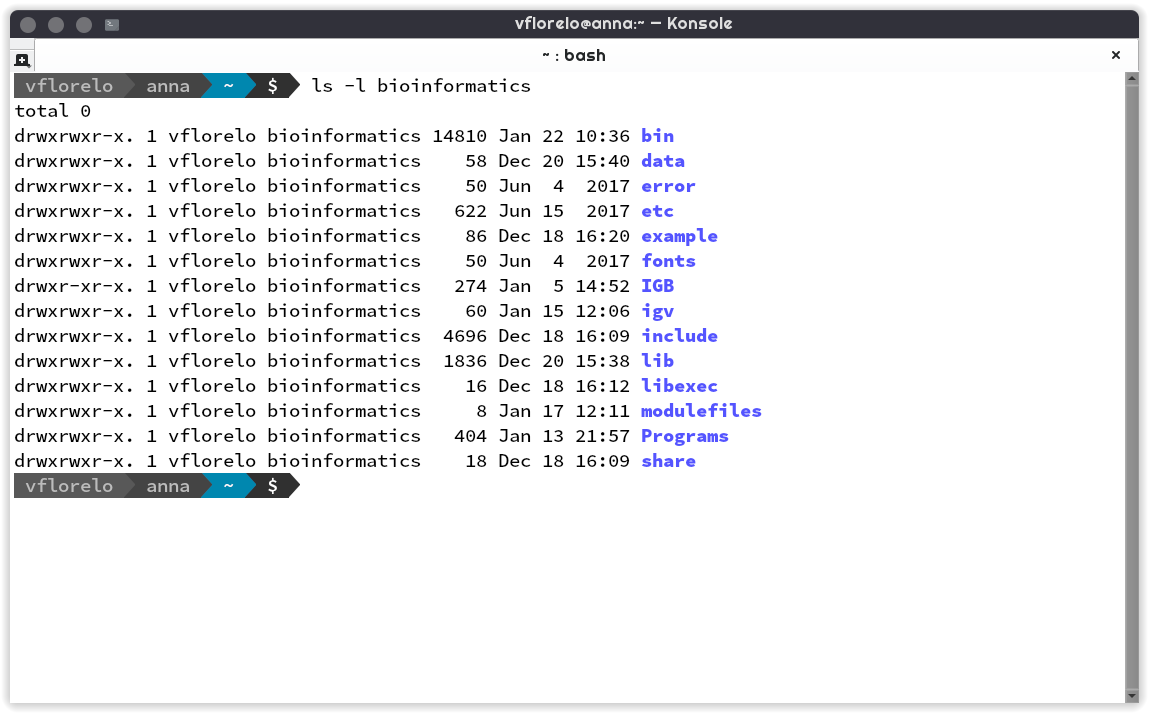 vflorelo@anna:~ — Konsole
~ : bash
vflorelo anna ~ $ ls -l bioinformatics
total 0
drwxrwxr-x. 1 vflorelo bioinformatics 14810 Jan 22 10:36 bin
drwxrwxr-x. 1 vflorelo bioinformatics    58 Dec 20 15:40 data
drwxrwxr-x. 1 vflorelo bioinformatics    50 Jun  4  2017 error
drwxrwxr-x. 1 vflorelo bioinformatics   622 Jun 15  2017 etc
drwxrwxr-x. 1 vflorelo bioinformatics    86 Dec 18 16:20 example
drwxrwxr-x. 1 vflorelo bioinformatics    50 Jun  4  2017 fonts
drwxr-xr-x. 1 vflorelo bioinformatics   274 Jan  5 14:52 IGB
drwxrwxr-x. 1 vflorelo bioinformatics    60 Jan 15 12:06 igv
drwxrwxr-x. 1 vflorelo bioinformatics  4696 Dec 18 16:09 include
drwxrwxr-x. 1 vflorelo bioinformatics  1836 Dec 20 15:38 lib
drwxrwxr-x. 1 vflorelo bioinformatics    16 Dec 18 16:12 libexec
drwxrwxr-x. 1 vflorelo bioinformatics     8 Jan 17 12:11 modulefiles
drwxrwxr-x. 1 vflorelo bioinformatics   404 Jan 13 21:57 Programs
drwxrwxr-x. 1 vflorelo bioinformatics    18 Dec 18 16:09 share
vflorelo anna ~ $